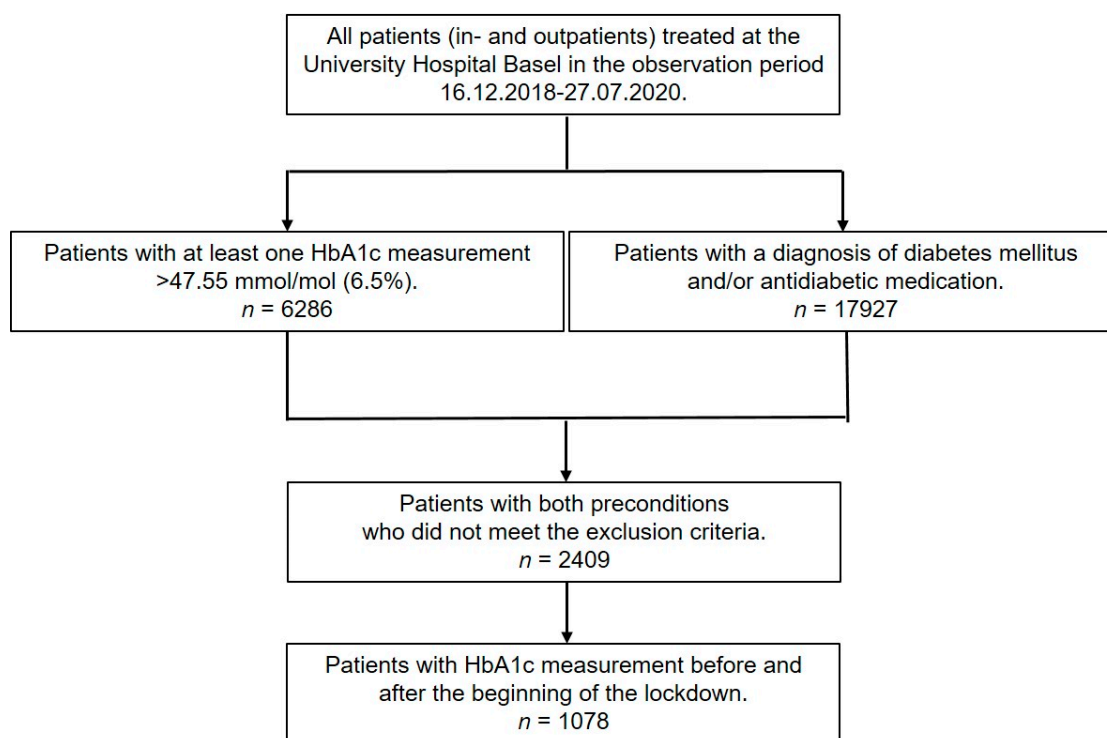 All patients (in- and outpatients) treated at the
University Hospital Basel in the observation period
16.12.2018-27.07.2020.
Patients with at least one HbA1c measurement
>47.55 mmol/mol (6.5%).
n = 6286
Patients with a diagnosis of diabetes mellitus
and/or antidiabetic medication.
n = 17927
Patients with both preconditions
who did not meet the exclusion criteria.
n = 2409
Patients with HbA1c measurement before and
after the beginning of the lockdown.
n = 1078